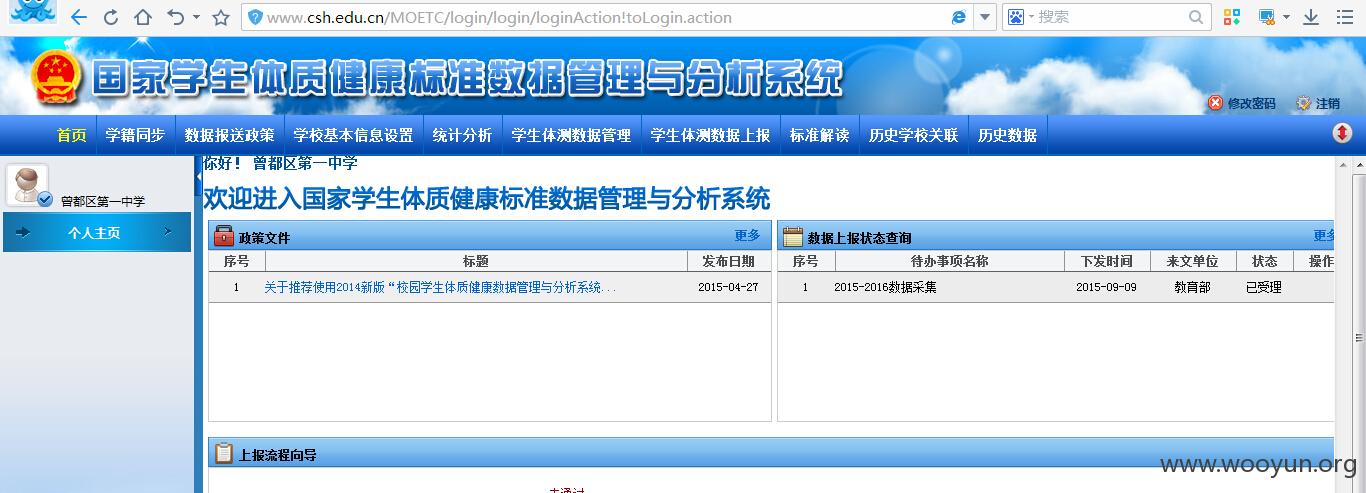 www.csh.edu.cn/MOETC/login/login/loginAction!toLogin.action
搜索
国家学生体质健康标准数据管理与分析系统
修改密码 注销
首页 学籍同步 数据报送政策 学校基本信息设置 统计分析 学生体测数据管理 学生体测数据上报 标准解读 历史学校关联 历史数据
曾都区第一中学
个人主页
你好！ 曾都区第一中学
欢迎进入国家学生体质健康标准数据管理与分析系统
政策文件 更多
序号 标题 发布日期
1 关于推荐使用2014新版“校园学生体质健康数据管理与分析系统... 2015-04-27
数据上报状态查询 更多
序号 待办事项名称 下发时间 来文单位 状态 操作
1 2015-2016数据采集 2015-09-09 教育部 已受理
上报流程向导
www.wooyun.org